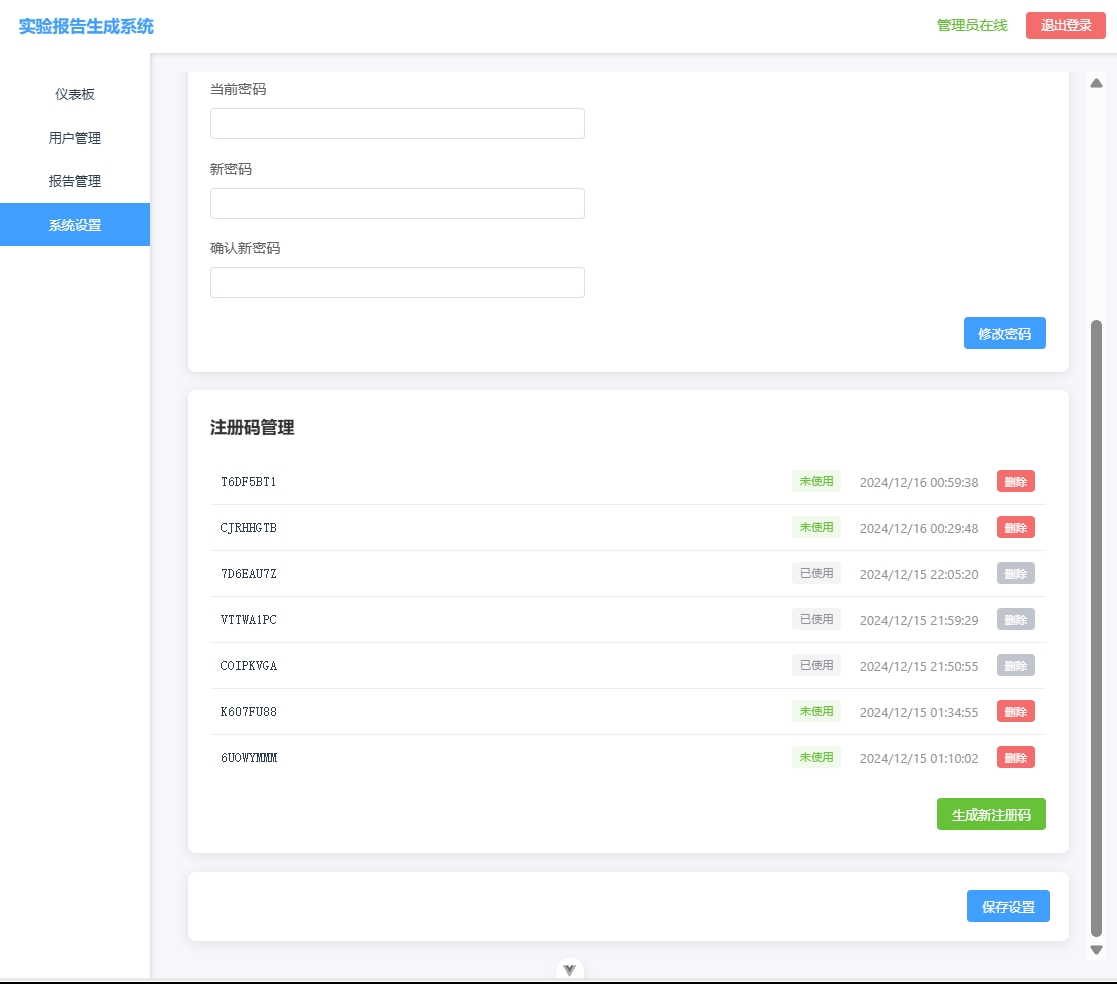 实验报告生成系统
管理员在线
退出登录
仪表板
用户管理
报告管理
系统设置
当前密码
新密码
确认新密码
修改密码
注册码管理
T6DF5BT1 未使用 2024/12/16 00:59:38 删除
CJRHHGTB 未使用 2024/12/16 00:29:48 删除
7D6EAU7Z 已使用 2024/12/15 22:05:20 删除
VTTWA1PC 已使用 2024/12/15 21:59:29 删除
COIPKVGA 已使用 2024/12/15 21:50:55 删除
K607FU88 未使用 2024/12/15 01:34:55 删除
6UOWYMMM 未使用 2024/12/15 01:10:02 删除
生成新注册码
保存设置